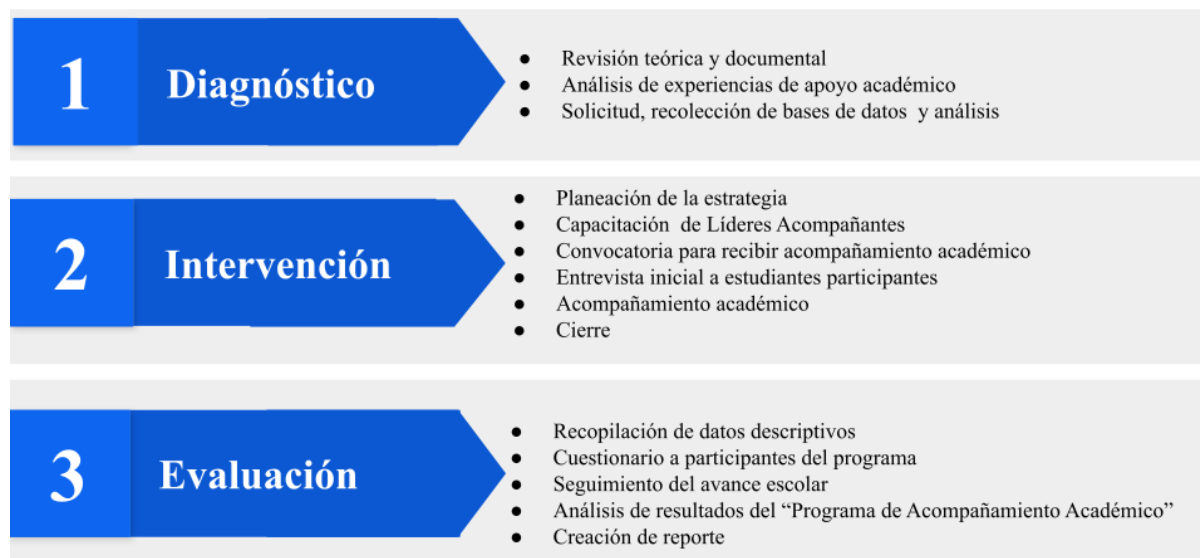 1
Diagnóstico
● Revisión teórica y documental
● Análisis de experiencias de apoyo académico
● Solicitud, recolección de bases de datos y análisis
2
Intervención
● Planeación de la estrategia
● Capacitación de Líderes Acompañantes
● Convocatoria para recibir acompañamiento académico
● Entrevista inicial a estudiantes participantes
● Acompañamiento académico
● Cierre
3
Evaluación
● Recopilación de datos descriptivos
● Cuestionario a participantes del programa
● Seguimiento del avance escolar
● Análisis de resultados del “Programa de Acompañamiento Académico”
● Creación de reporte